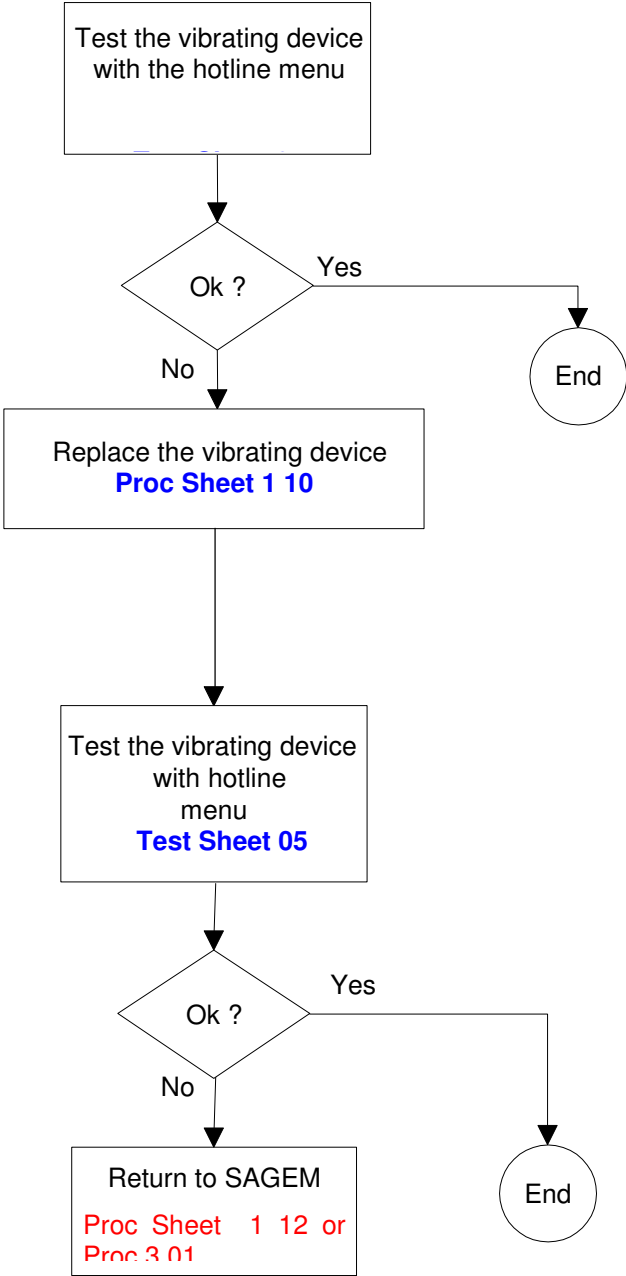 Test the vibrating device
with the hotline menu
Ok ?
Yes
End
No
Replace the vibrating device
Proc Sheet 1 10
Test the vibrating device
with hotline
menu
Test Sheet 05
Ok ?
Yes
End
No
Return to SAGEM
Proc Sheet 1 12 or
Proc 3 01